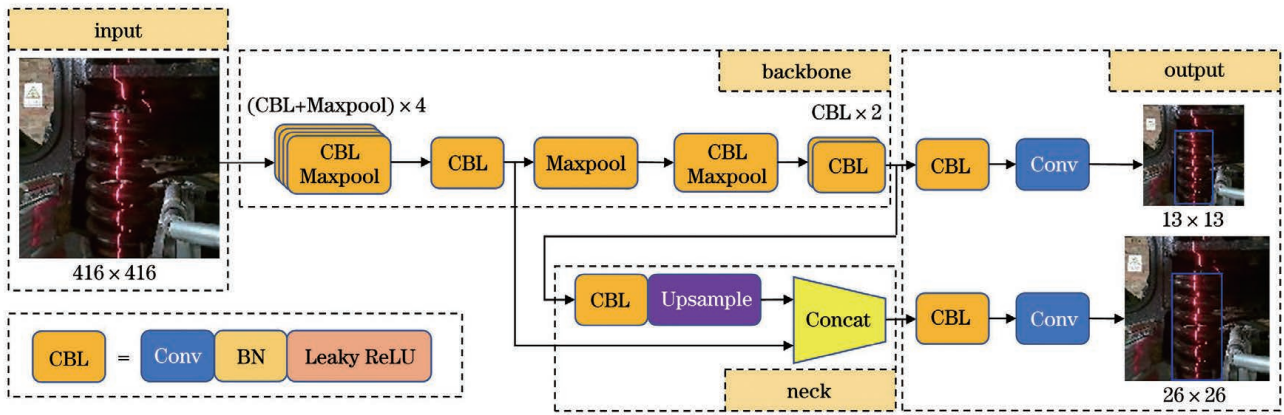 input
416 × 416
backbone
(CBL+Maxpool) × 4
CBL
Maxpool
CBL
Maxpool
CBL
Maxpool
CBL × 2
CBL
output
CBL
Conv
13 × 13
CBL
Upsample
Concat
neck
CBL
Conv
26 × 26
CBL = Conv BN Leaky ReLU